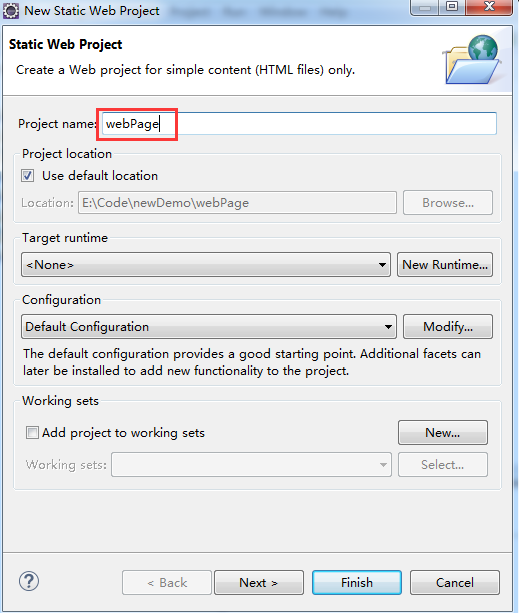 New Static Web Project
Static Web Project
Create a Web project for simple content (HTML files) only.
Project name: webPage
Project location
Use default location
Location: E:\Code\newDemo\webPage Browse...
Target runtime
<None> New Runtime...
Configuration
Default Configuration Modify...
The default configuration provides a good starting point. Additional facets can
later be installed to add new functionality to the project.
Working sets
Add project to working sets New...
Working sets: Select...
? < Back Next > Finish Cancel